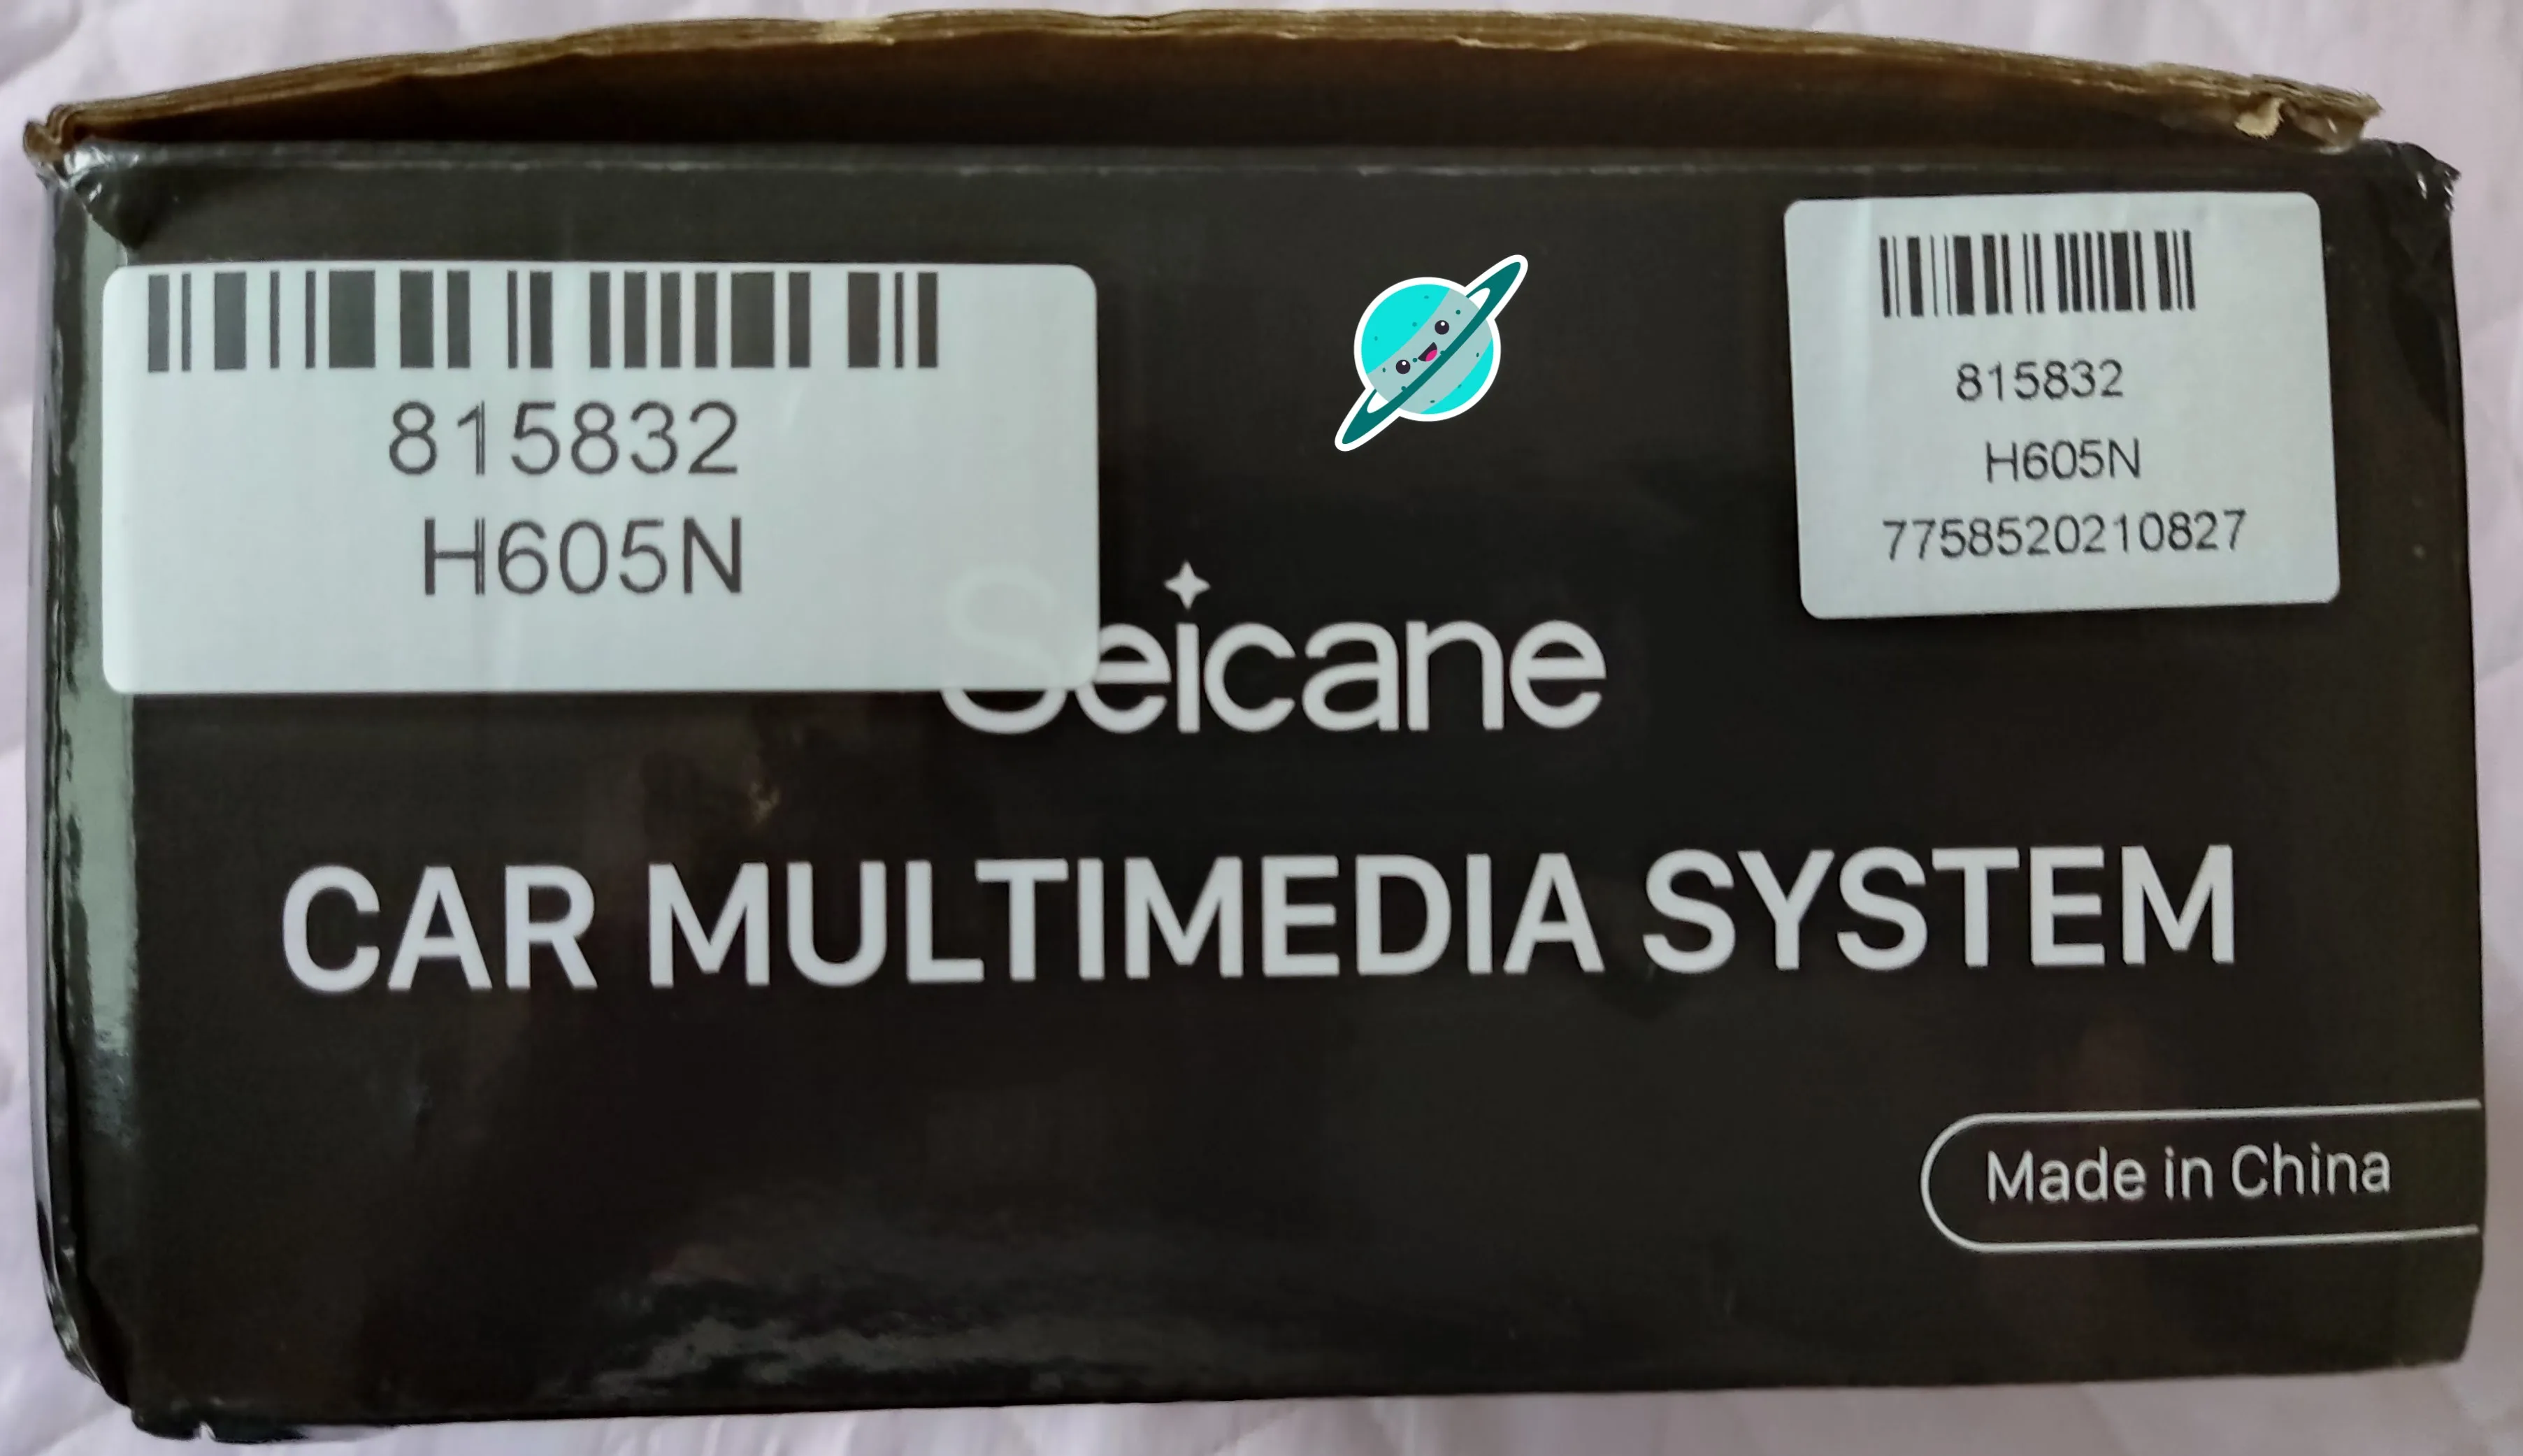 815832
H605N
815832
H605N
7758520210827
Seicane
CAR MULTIMEDIA SYSTEM
Made in China